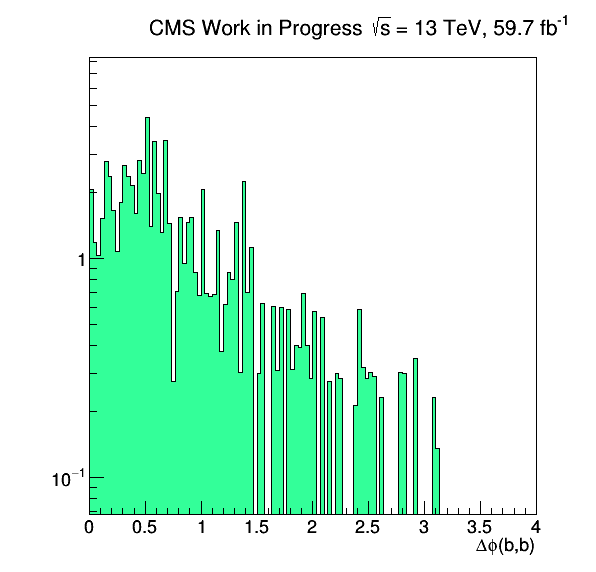 CMS Work in Progress √s = 13 TeV, 59.7 fb⁻¹
1
10⁻¹
0 0.5 1 1.5 2 2.5 3 3.5 4
Δϕ(b,b)